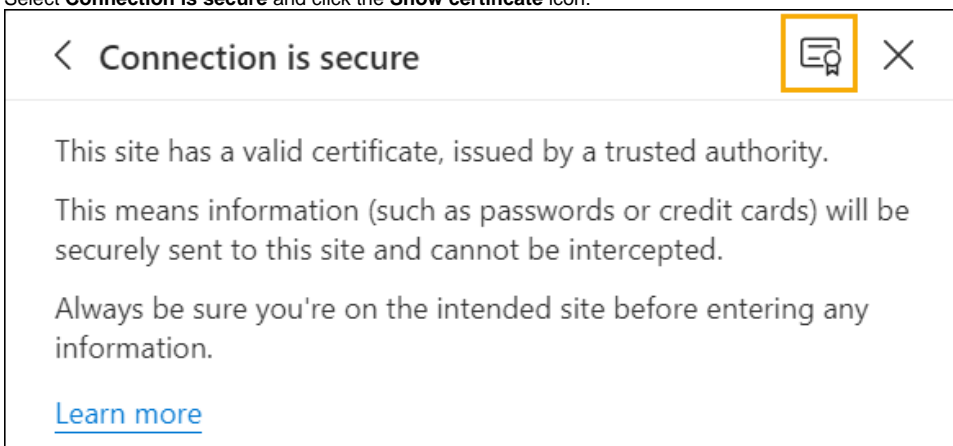 Select Connection is secure and click the Show certificate icon.
Connection is secure
This site has a valid certificate, issued by a trusted authority.
This means information (such as passwords or credit cards) will be
securely sent to this site and cannot be intercepted.
Always be sure you're on the intended site before entering any
information.
Learn more